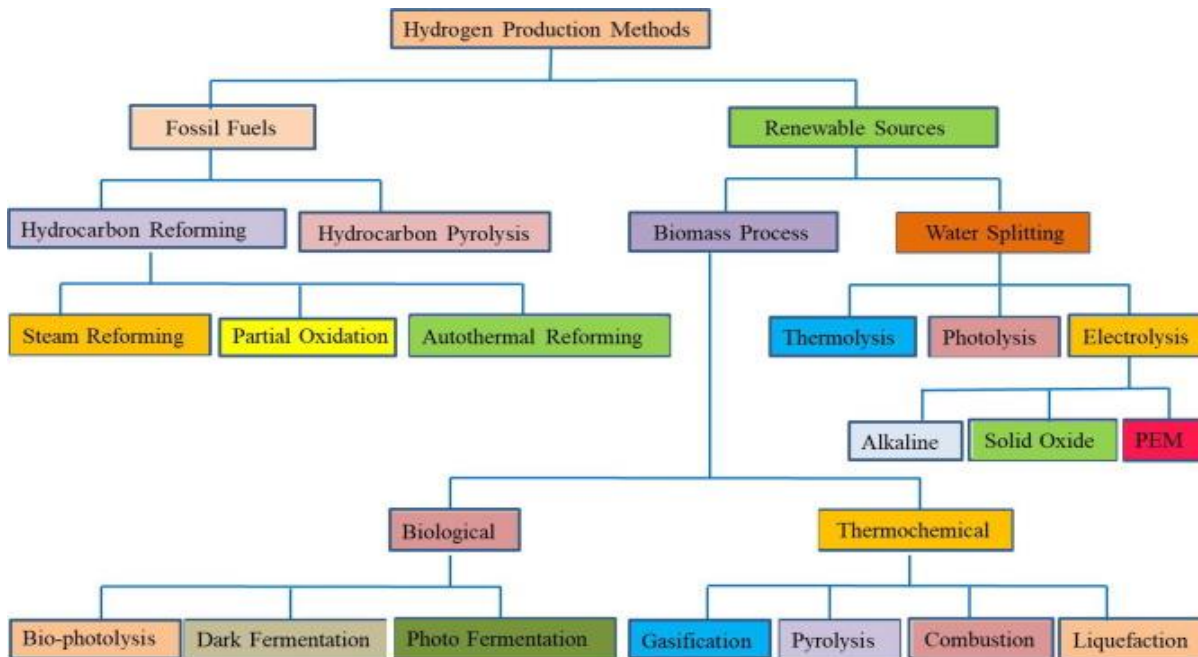 Hydrogen Production Methods
Fossil Fuels
Renewable Sources
Hydrocarbon Reforming
Hydrocarbon Pyrolysis
Biomass Process
Water Splitting
Steam Reforming
Partial Oxidation
Autothermal Reforming
Thermolysis
Photolysis
Electrolysis
Alkaline
Solid Oxide
PEM
Biological
Thermochemical
Bio-photolysis
Dark Fermentation
Photo Fermentation
Gasification
Pyrolysis
Combustion
Liquefaction